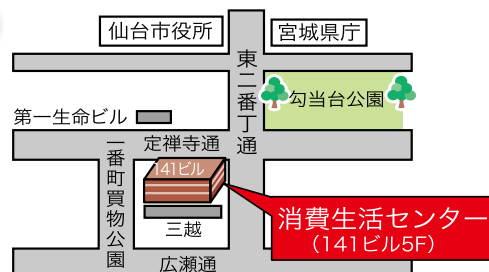 仙台市役所
宮城県庁
東二番丁通
勾当台公園
第一生命ビル
定禅寺通
一番町買物公園
141ビル
三越
消費生活センター
（141ビル5F）
広瀬通